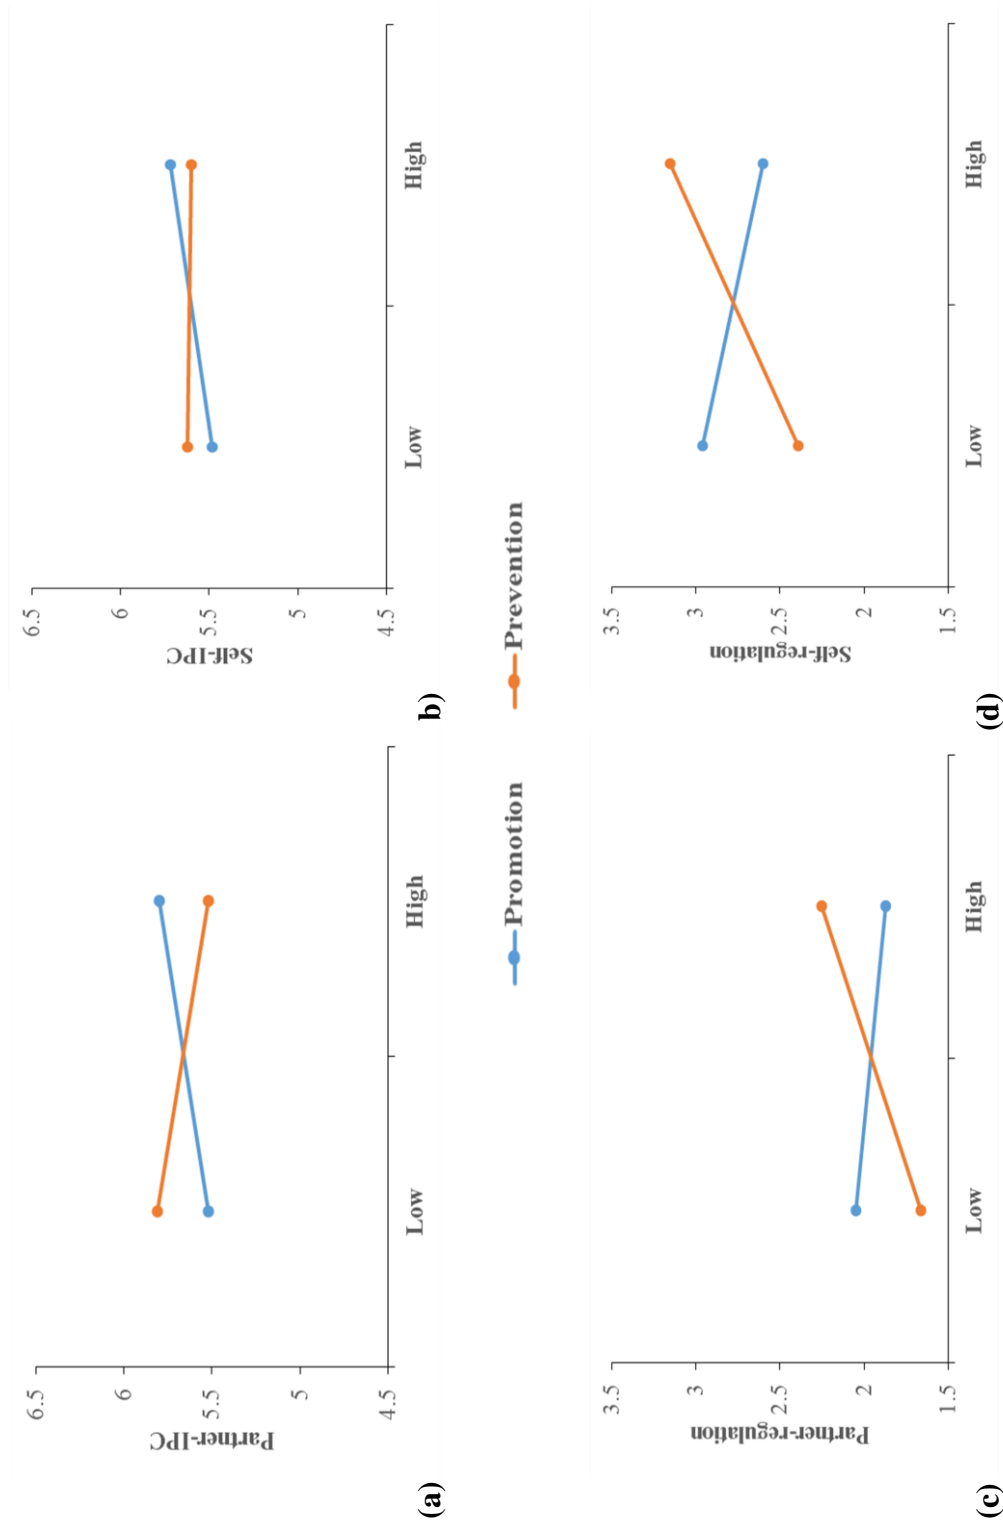 Partner-IPC
6.5
6
5.5
5
4.5
Low
High
(a)
Self-IPC
6.5
6
5.5
5
4.5
Low
High
b)
Promotion
Prevention
Partner-regulation
3.5
3
2.5
2
1.5
Low
High
(c)
Self-regulation
3.5
3
2.5
2
1.5
Low
High
(d)